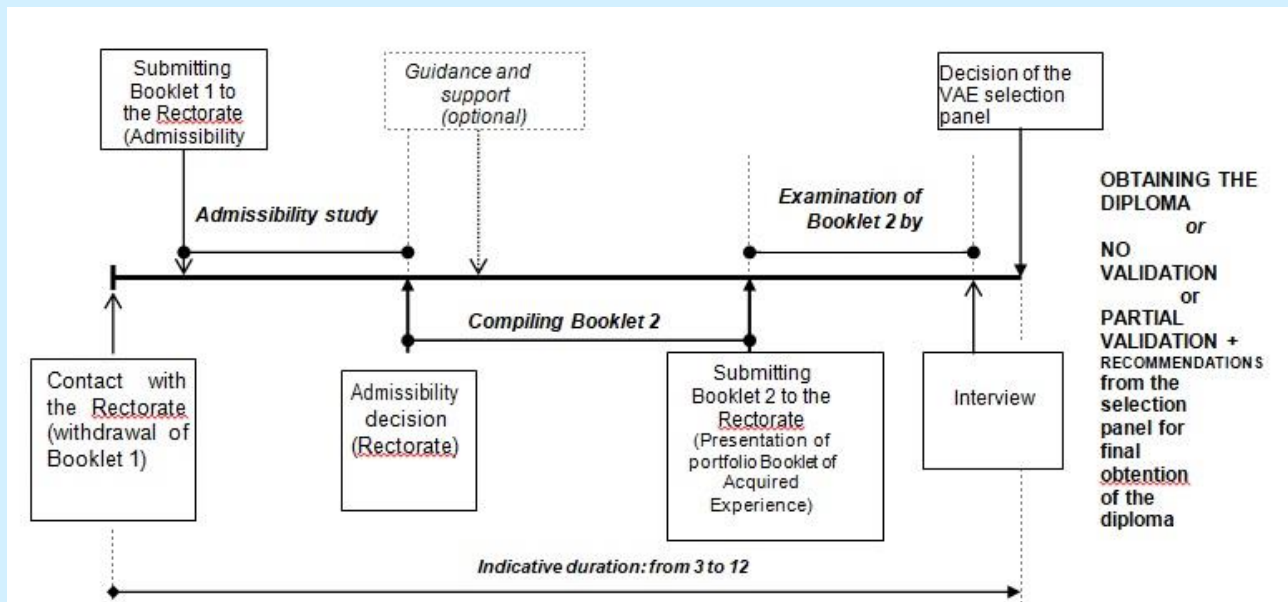 Submitting
Booklet 1 to
the Rectorate
(Admissibility
Guidance and
support
(optional)
Decision of the
VAE selection
panel
Admissibility study
Examination of
Booklet 2 by
Compiling Booklet 2
Contact with
the Rectorate
(withdrawal of
Booklet 1)
Admissibility
decision
(Rectorate)
Submitting
Booklet 2 to the
Rectorate
(Presentation of
portfolio Booklet of
Acquired
Experience)
Interview
OBTAINING THE
DIPLOMA
or
NO
VALIDATION
or
PARTIAL
VALIDATION +
RECOMMENDATIONS
from the
selection
panel for
final
obtention
of the
diploma
Indicative duration: from 3 to 12